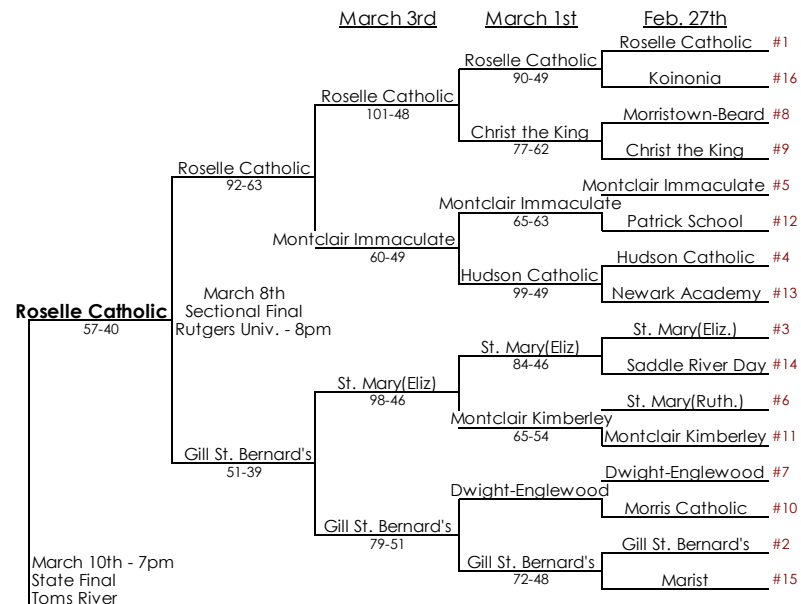 March 3rd
March 1st
Feb. 27th
Roselle Catholic #1
Roselle Catholic
90-49
Koinonia #16
Roselle Catholic
101-48
Morristown-Beard #8
Christ the King
77-62
Christ the King #9
Roselle Catholic
92-63
Montclair Immaculate #5
Montclair Immaculate
65-63
Patrick School #12
Montclair Immaculate
60-49
Hudson Catholic #4
Hudson Catholic
99-49
Newark Academy #13
March 8th
Sectional Final
Rutgers Univ. - 8pm
Roselle Catholic
57-40
St. Mary(Eliz.) #3
St. Mary(Eliz)
84-46
Saddle River Day #14
St. Mary(Eliz)
98-46
St. Mary(Ruth.) #6
Montclair Kimberley
65-54
Montclair Kimberley #11
Gill St. Bernard's
51-39
Dwight-Englewood #7
Dwight-Englewood
Morris Catholic #10
Gill St. Bernard's
79-51
Gill St. Bernard's #2
Gill St. Bernard's
72-48
Marist #15
March 10th - 7pm
State Final
Toms River